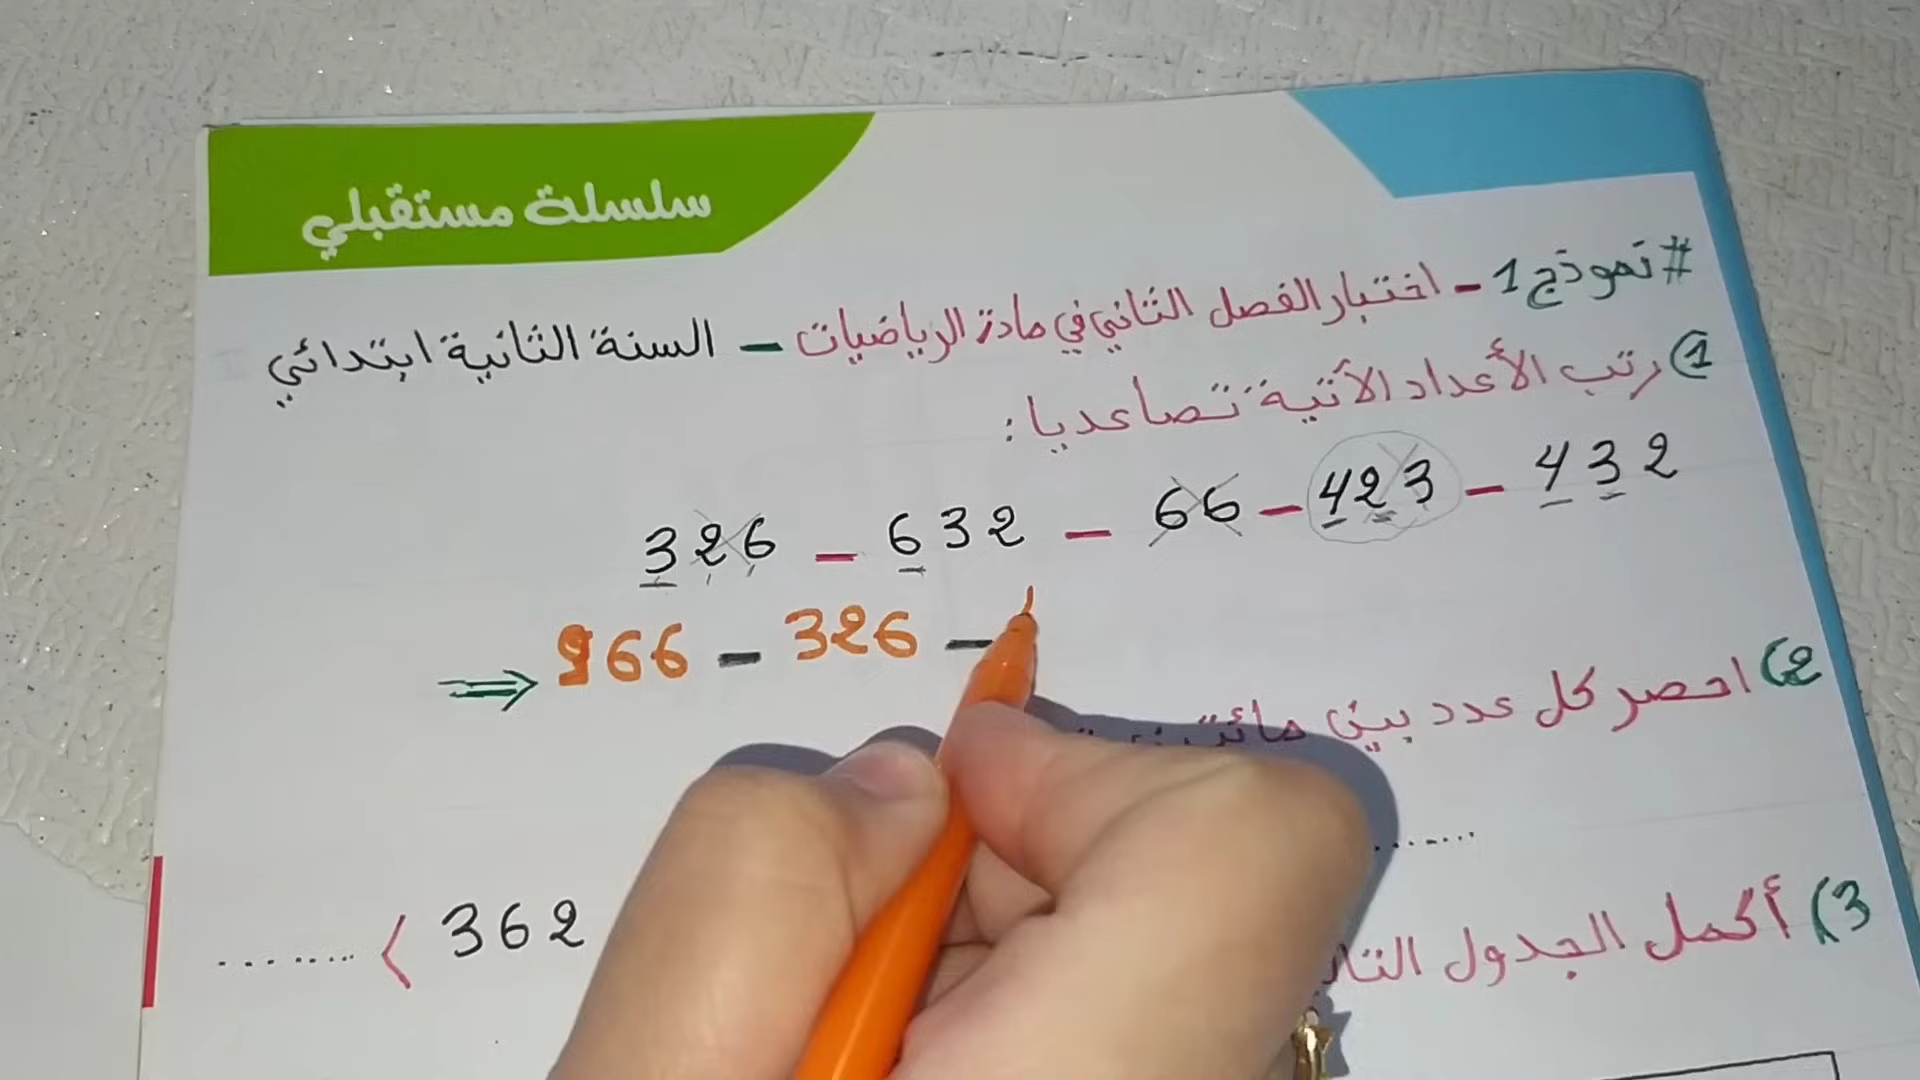 سلسلة مستقبلي
# نموذج 1 - اختبار الفصل الثاني في مادة الرياضيات - السنة الثانية ابتدائي
1) رتب الأعداد الآتية تصاعديا :
326 - 632 - 66 - 423 - 432
⇒ 66 - 326 -
2) احصر كل عدد بين
........ ⟨ 362
3) أكمل الجدول